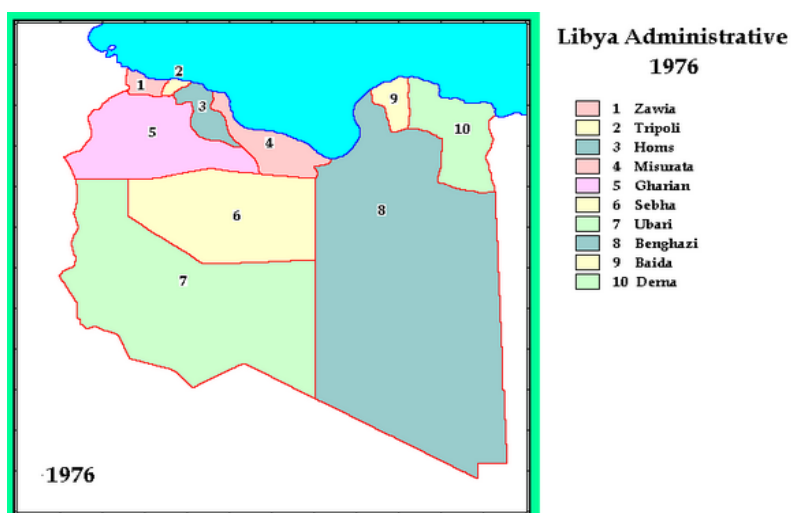 Libya Administrative
1976
1 Zawia
2 Tripoli
3 Homs
4 Misurata
5 Gharian
6 Sebha
7 Ubari
8 Benghazi
9 Baida
10 Derna
2
1
3
9
5
4
10
6
8
7
1976